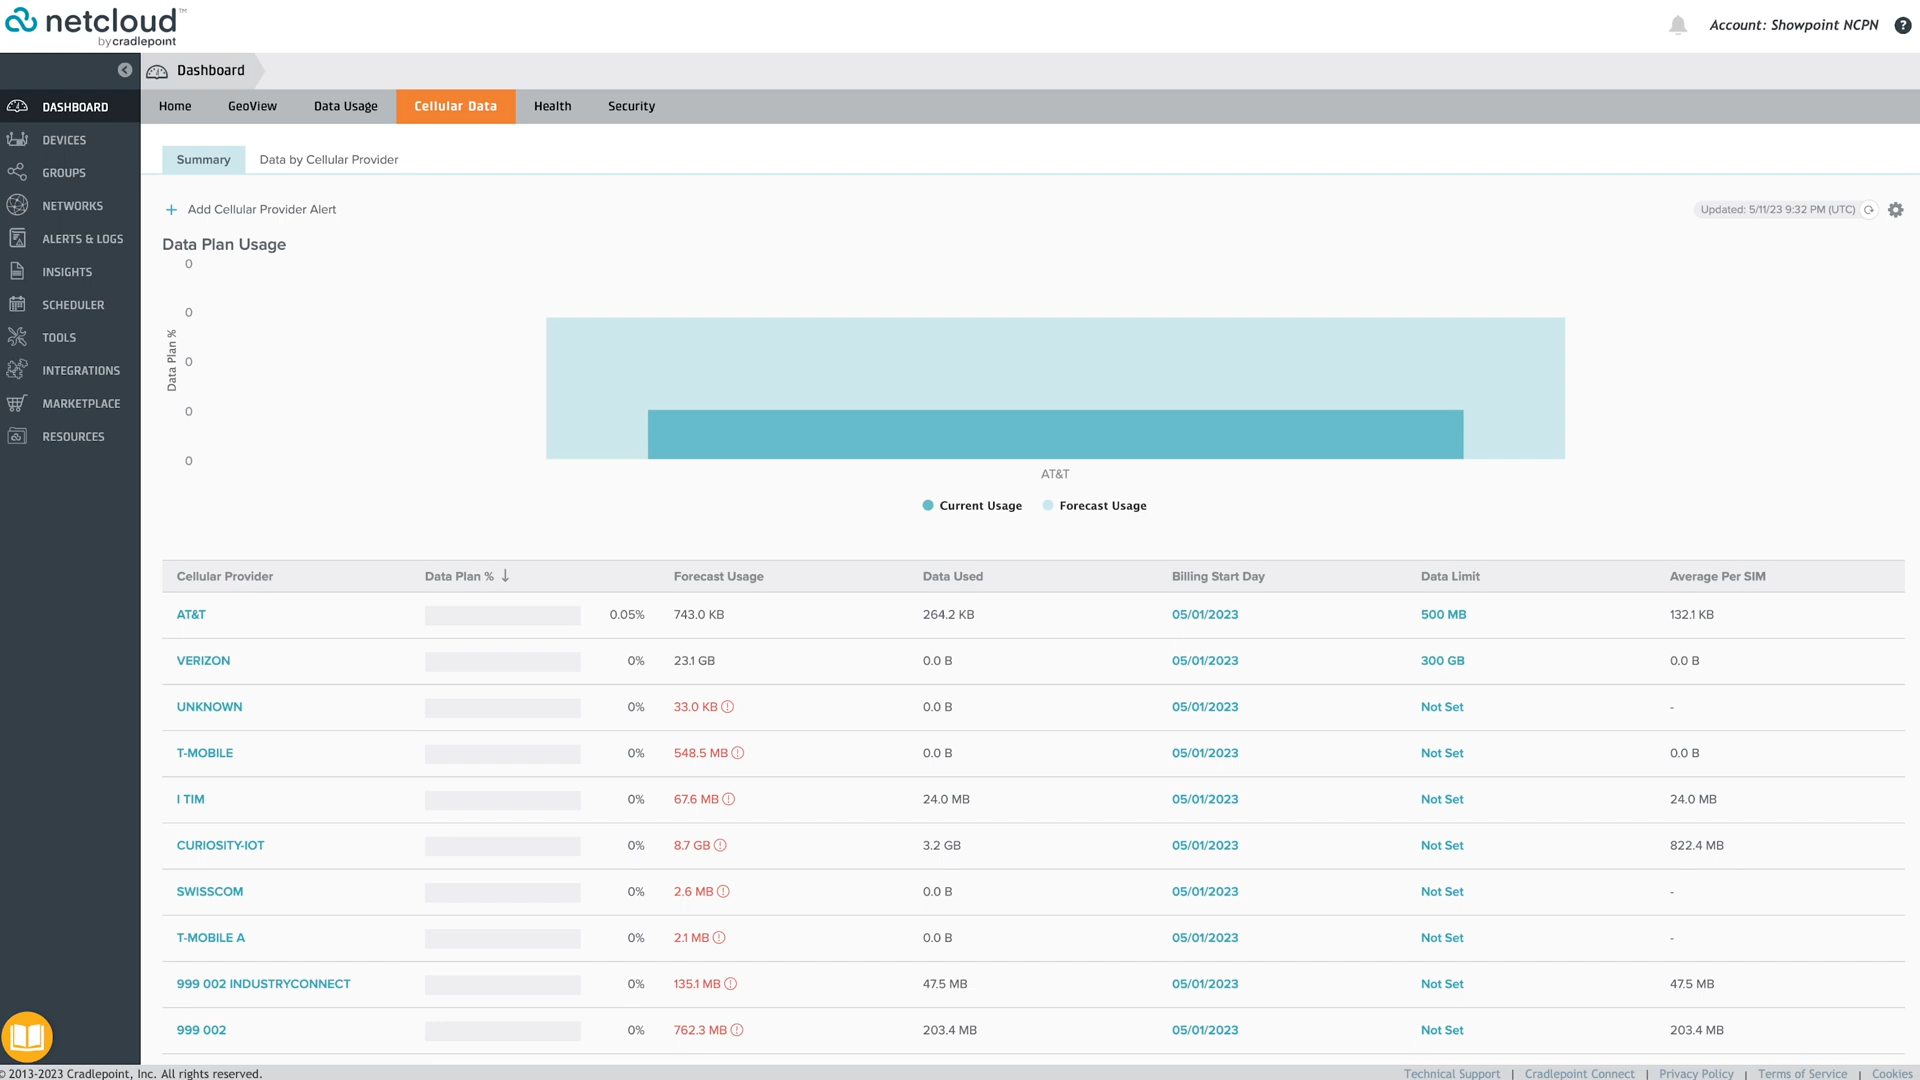 netcloud™
by cradlepoint
Account: Showpoint NCPN
?
Dashboard
DASHBOARD
DEVICES
GROUPS
NETWORKS
ALERTS & LOGS
INSIGHTS
SCHEDULER
TOOLS
INTEGRATIONS
MARKETPLACE
RESOURCES
Home GeoView Data Usage Cellular Data Health Security
Summary Data by Cellular Provider
+ Add Cellular Provider Alert
Updated: 5/11/23 9:32 PM (UTC)
Data Plan Usage
0
0
0
0
0
Data Plan %
AT&T
Current Usage Forecast Usage
Cellular Provider Data Plan % ↓ Forecast Usage Data Used Billing Start Day Data Limit Average Per SIM
AT&T 0.05% 743.0 KB 264.2 KB 05/01/2023 500 MB 132.1 KB
VERIZON 0% 23.1 GB 0.0 B 05/01/2023 300 GB 0.0 B
UNKNOWN 0% 33.0 KB 0.0 B 05/01/2023 Not Set -
T-MOBILE 0% 548.5 MB 0.0 B 05/01/2023 Not Set 0.0 B
I TIM 0% 67.6 MB 24.0 MB 05/01/2023 Not Set 24.0 MB
CURIOSITY-IOT 0% 8.7 GB 3.2 GB 05/01/2023 Not Set 822.4 MB
SWISSCOM 0% 2.6 MB 0.0 B 05/01/2023 Not Set -
T-MOBILE A 0% 2.1 MB 0.0 B 05/01/2023 Not Set -
999 002 INDUSTRYCONNECT 0% 135.1 MB 47.5 MB 05/01/2023 Not Set 47.5 MB
999 002 0% 762.3 MB 203.4 MB 05/01/2023 Not Set 203.4 MB
© 2013-2023 Cradlepoint, Inc. All rights reserved.
Technical Support | Cradlepoint Connect | Privacy Policy | Terms of Service | Cookies